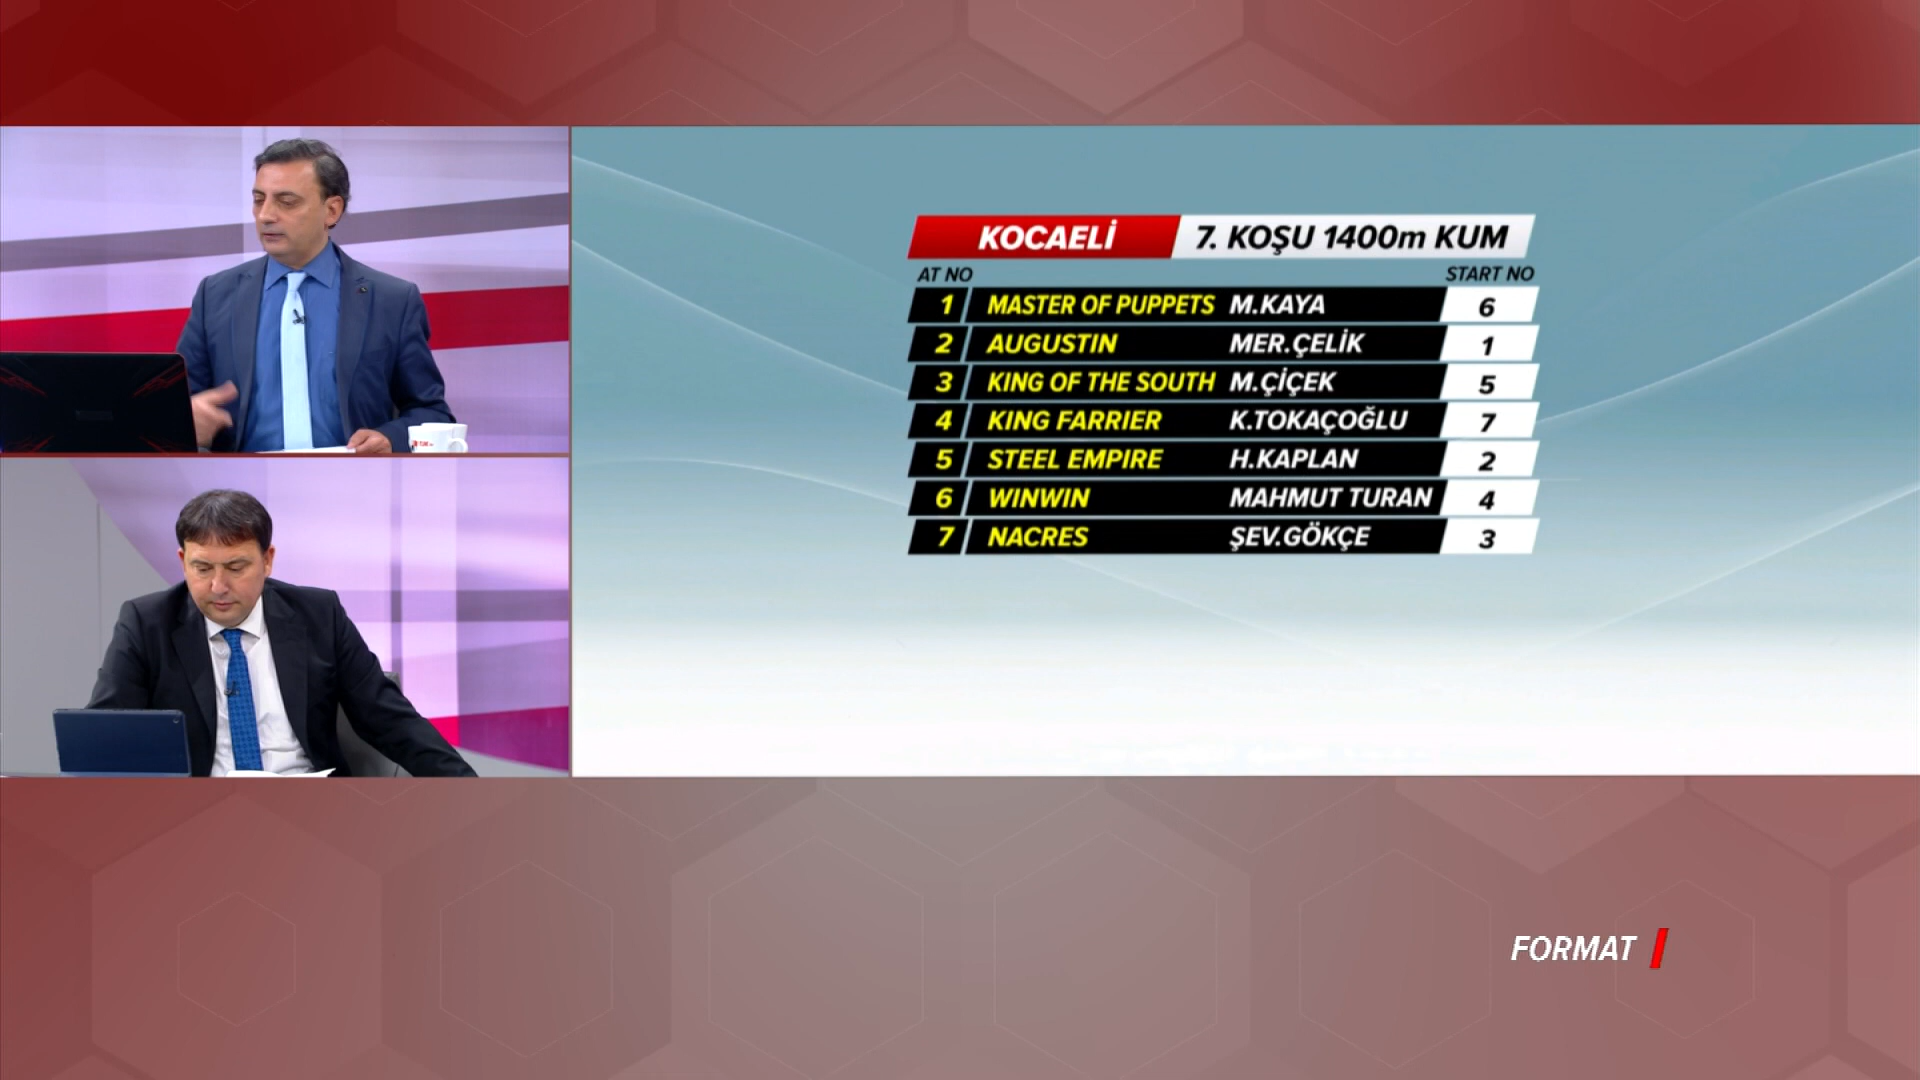 KOCAELİ 7. KOŞU 1400m KUM
AT NO START NO
1 MASTER OF PUPPETS M.KAYA 6
2 AUGUSTIN MER.ÇELİK 1
3 KING OF THE SOUTH M.ÇİÇEK 5
4 KING FARRIER K.TOKAÇOĞLU 7
5 STEEL EMPIRE H.KAPLAN 2
6 WINWIN MAHMUT TURAN 4
7 NACRES ŞEV.GÖKÇE 3
FORMAT